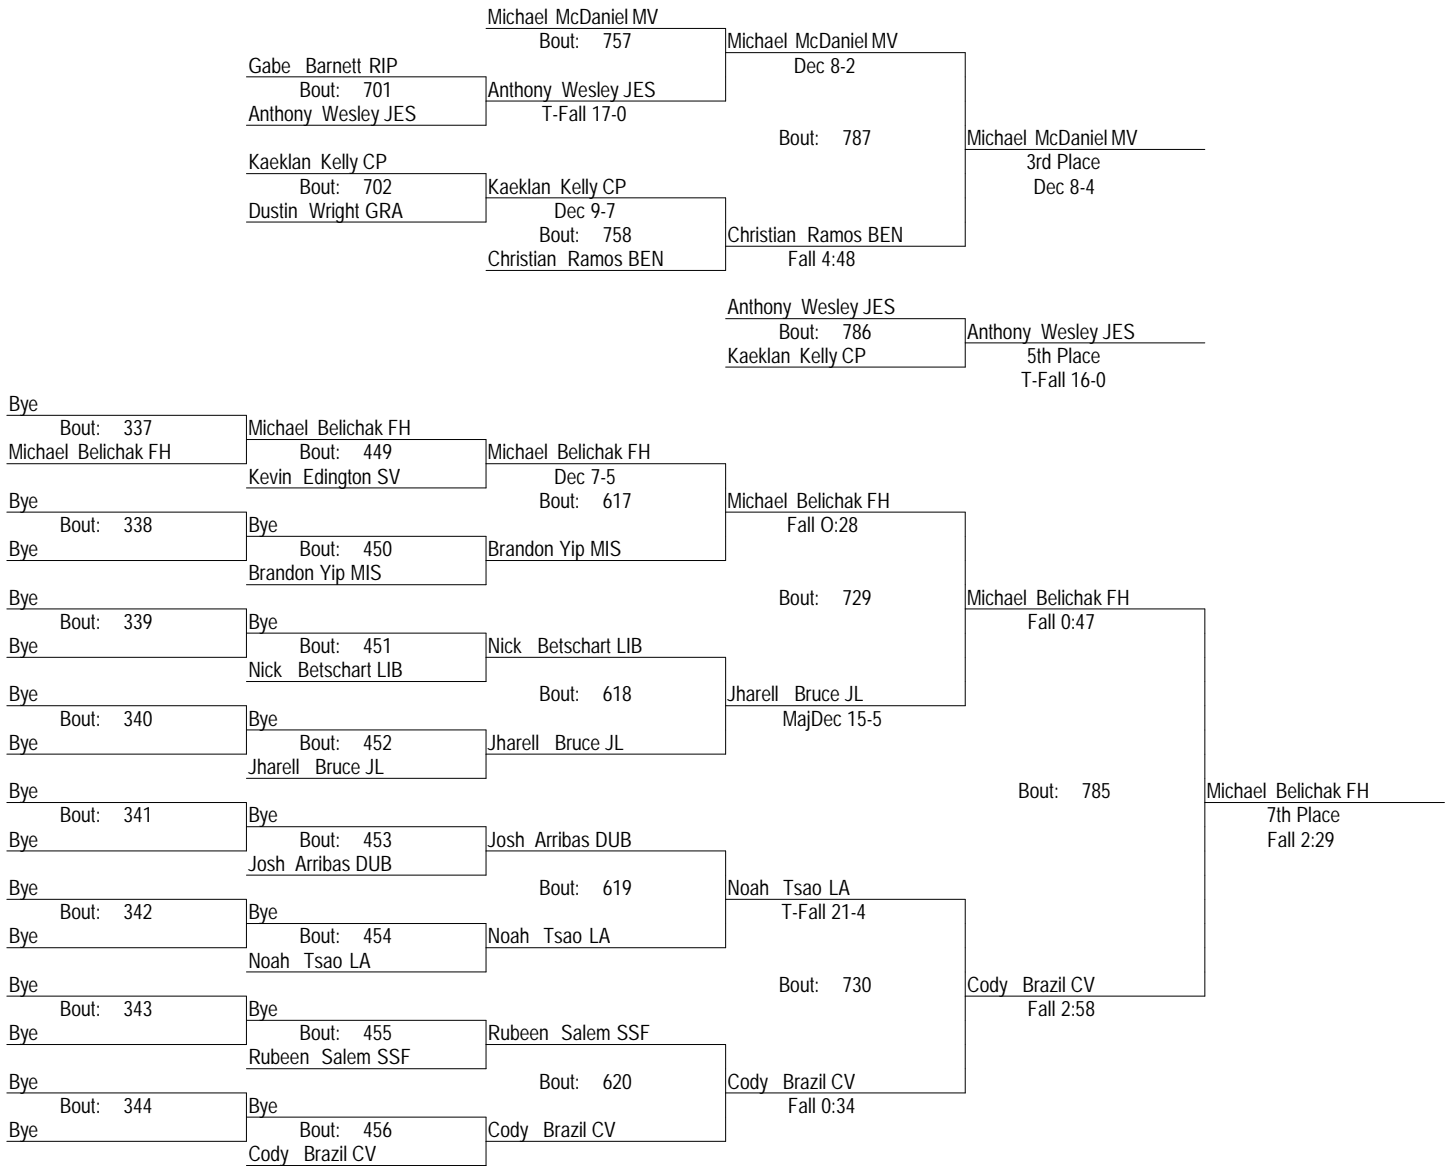 Michael McDaniel MV
Bout: 757
Michael McDaniel MV
Dec 8-2
Gabe Barnett RIP
Bout: 701
Anthony Wesley JES
Anthony Wesley JES
T-Fall 17-0
Bout: 787
Michael McDaniel MV
3rd Place
Dec 8-4
Kaeklan Kelly CP
Bout: 702
Dustin Wright GRA
Kaeklan Kelly CP
Dec 9-7
Bout: 758
Christian Ramos BEN
Christian Ramos BEN
Fall 4:48
Anthony Wesley JES
Bout: 786
Kaeklan Kelly CP
Anthony Wesley JES
5th Place
T-Fall 16-0
Bye
Bout: 337
Michael Belichak FH
Michael Belichak FH
Bout: 449
Kevin Edington SV
Michael Belichak FH
Dec 7-5
Bout: 617
Michael Belichak FH
Fall O:28
Bye
Bout: 338
Bye
Bye
Bout: 450
Brandon Yip MIS
Brandon Yip MIS
Bout: 729
Michael Belichak FH
Fall 0:47
Bye
Bout: 339
Bye
Bye
Bout: 451
Nick Betschart LIB
Nick Betschart LIB
Bout: 618
Jharell Bruce JL
MajDec 15-5
Bye
Bout: 340
Bye
Bye
Bout: 452
Jharell Bruce JL
Jharell Bruce JL
Bout: 785
Michael Belichak FH
7th Place
Fall 2:29
Bye
Bout: 341
Bye
Bye
Bout: 453
Josh Arribas DUB
Josh Arribas DUB
Bout: 619
Noah Tsao LA
T-Fall 21-4
Bye
Bout: 342
Bye
Bye
Bout: 454
Noah Tsao LA
Noah Tsao LA
Bout: 730
Cody Brazil CV
Fall 2:58
Bye
Bout: 343
Bye
Bye
Bout: 455
Rubeen Salem SSF
Rubeen Salem SSF
Bout: 620
Cody Brazil CV
Fall 0:34
Bye
Bout: 344
Bye
Bye
Bout: 456
Cody Brazil CV
Cody Brazil CV